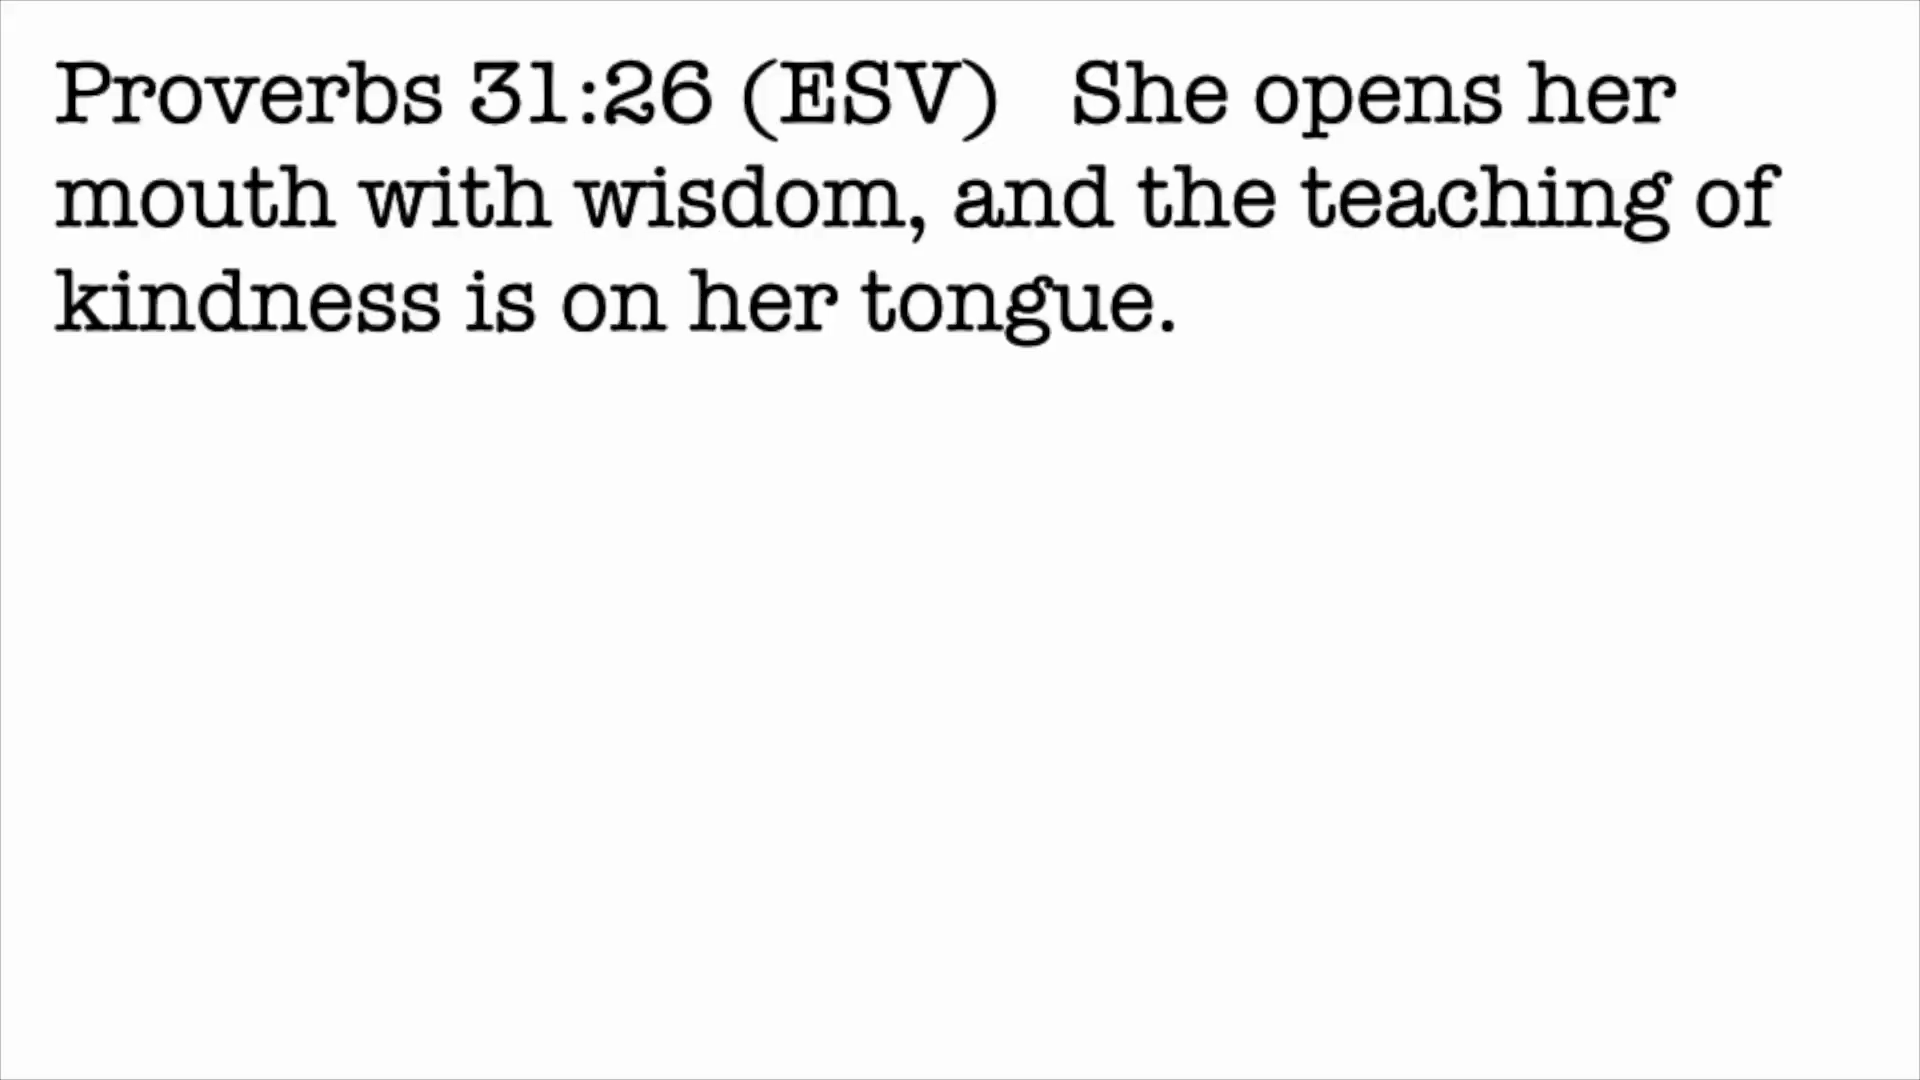 Proverbs 31:26 (ESV)   She opens her
mouth with wisdom, and the teaching of
kindness is on her tongue.